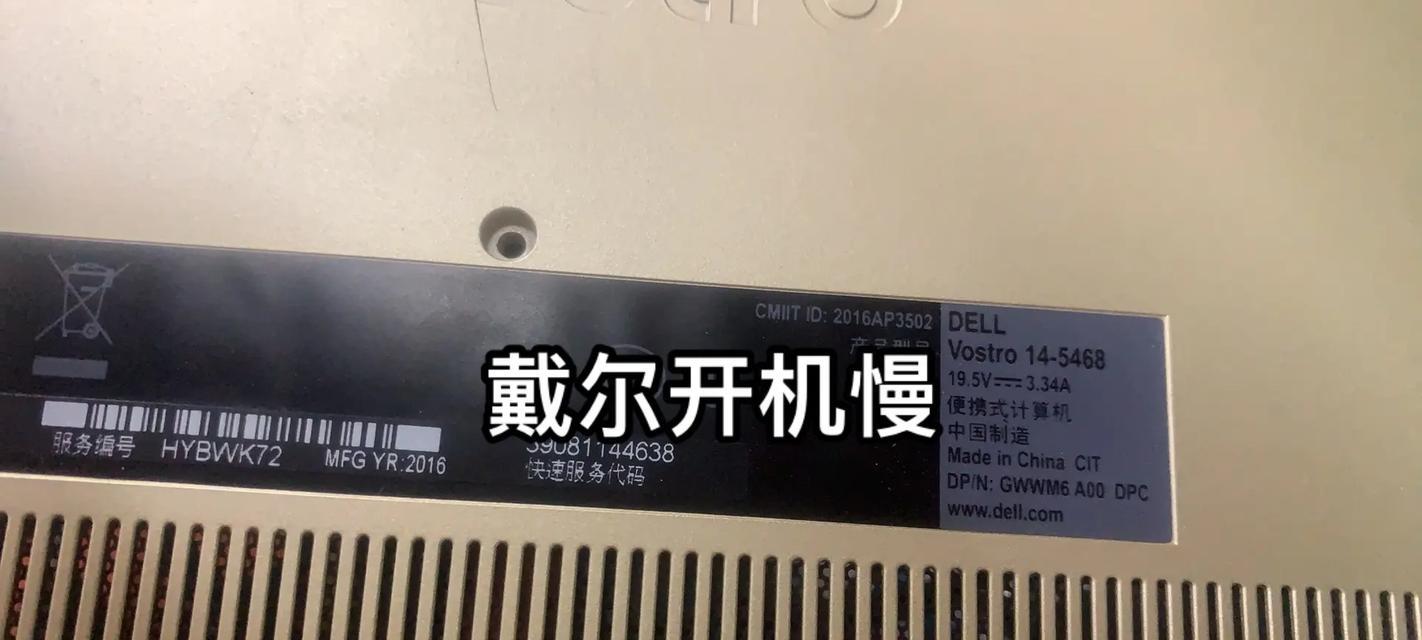 CMIIT ID: 2016AP3502
DELL
Vostro 14-5468
19.5V⎓3.34A
便携式计算机
中国制造
Made in China CIT
DP/N: GWWM6 A00 DPC
www.dell.com
戴尔开机慢
服务编号 HYBWK72 MFG YR:2016
39081144638
快速服务代码